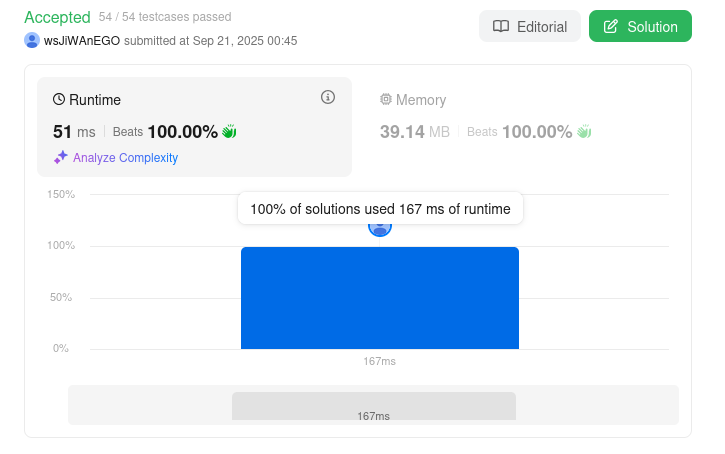 Accepted 54 / 54 testcases passed
Editorial
Solution
wsJiWAnEGO submitted at Sep 21, 2025 00:45
Runtime
51 ms Beats 100.00%
Analyze Complexity
Memory
39.14 MB Beats 100.00%
150%
100% of solutions used 167 ms of runtime
100%
50%
0%
167ms
167ms